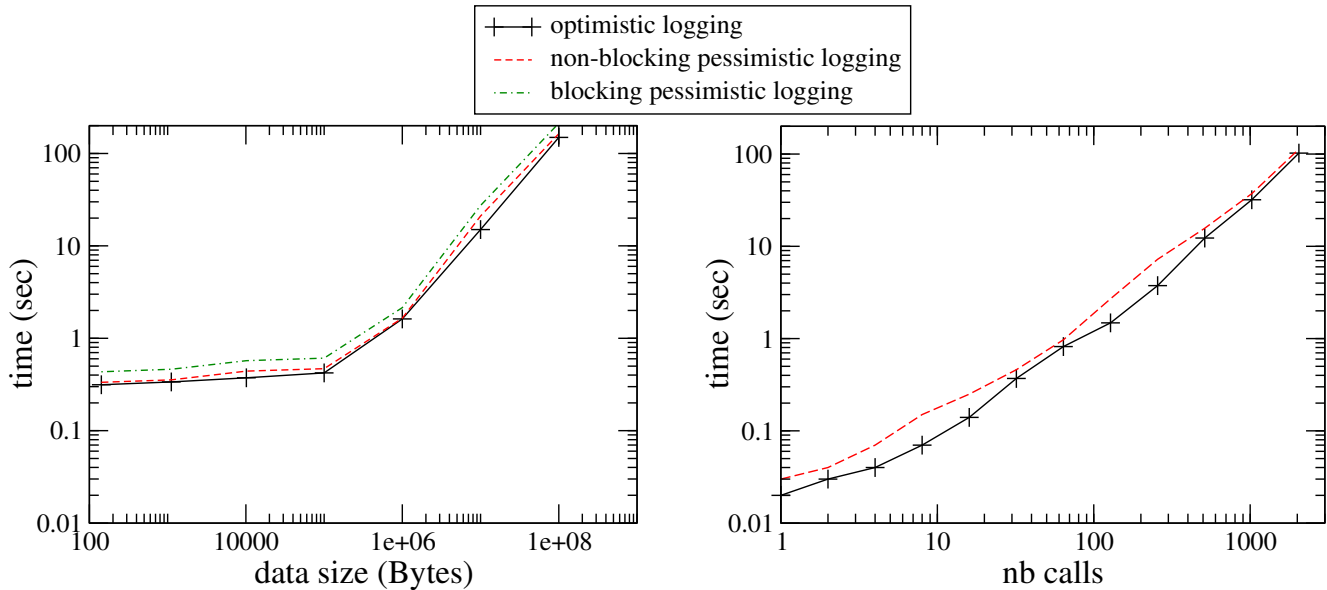 optimistic logging
non-blocking pessimistic logging
blocking pessimistic logging
100
10
1
0.1
0.01
time (sec)
100 10000 1e+06 1e+08
data size (Bytes)
100
10
1
0.1
0.01
time (sec)
1 10 100 1000
nb calls